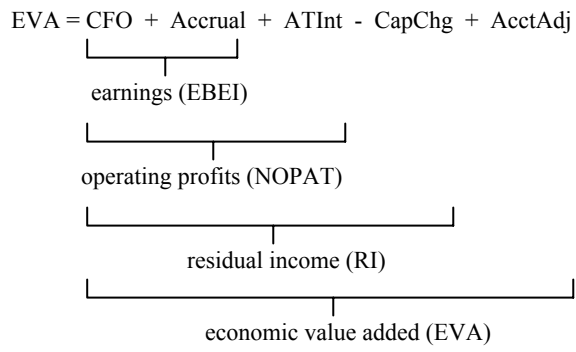 EVA = CFO + Accrual + ATInt - CapChg + AcctAdj
earnings (EBEI)
operating profits (NOPAT)
residual income (RI)
economic value added (EVA)